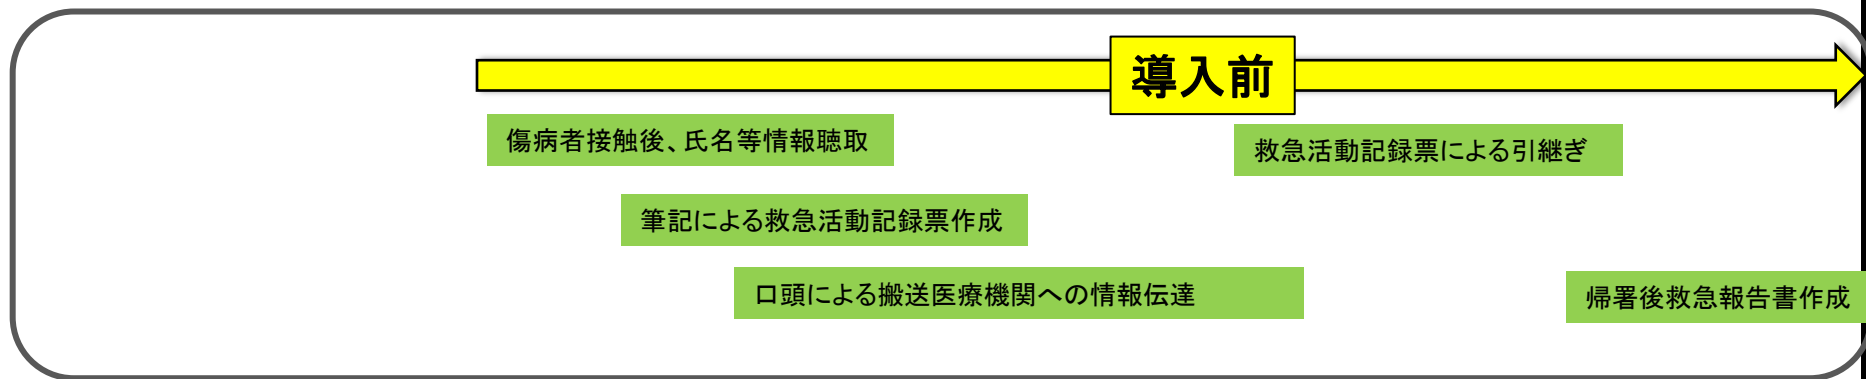 導入前
傷病者接触後、氏名等情報聴取
救急活動記録票による引継ぎ
筆記による救急活動記録票作成
口頭による搬送医療機関への情報伝達
帰署後救急報告書作成